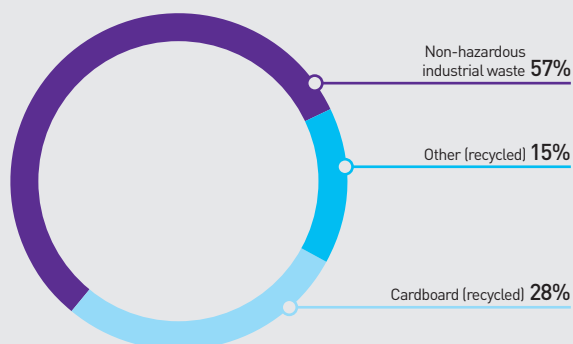 Non-hazardous
industrial waste 57%
Other (recycled) 15%
Cardboard (recycled) 28%